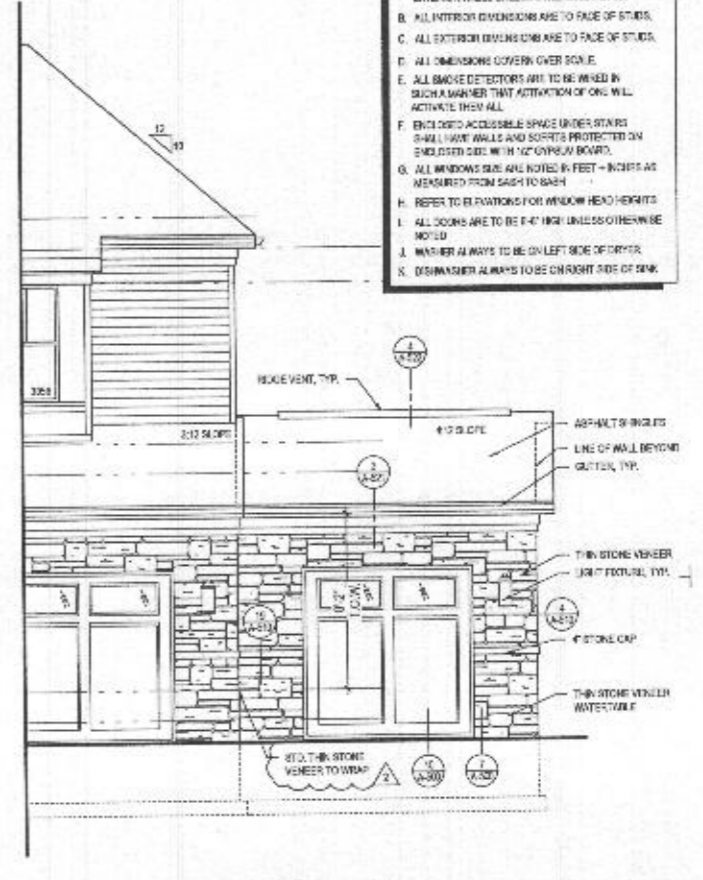 B. ALL INTERIOR DIMENSIONS ARE TO FACE OF STUDS.
C. ALL EXTERIOR DIMENSIONS ARE TO FACE OF STUDS.
D. ALL DIMENSIONS GOVERN OVER SCALE.
E. ALL SMOKE DETECTORS ARE TO BE WIRED IN
SUCH A MANNER THAT ACTIVATION OF ONE WILL
ACTIVATE THEM ALL
F. ENCLOSED ACCESSIBLE SPACE UNDER STAIRS
SHALL HAVE WALLS AND SOFFITS PROTECTED ON
ENCLOSED SIDE WITH 1/2" GYPSUM BOARD.
G. ALL WINDOWS SIZE ARE NOTED IN FEET - INCHES AS
MEASURED FROM SASH TO SASH
H. REFER TO ELEVATIONS FOR WINDOW HEAD HEIGHTS
I. ALL DOORS ARE TO BE HIGH UNLESS OTHERWISE
NOTED
J. WASHER ALWAYS TO BE ON LEFT SIDE OF DRYER.
K. DISHWASHER ALWAYS TO BE ON RIGHT SIDE OF SINK
12
RIDGE VENT, TYP.
SLOPE
4:12 SLOPE
ASPHALT SHINGLES
LINE OF WALL BEYOND
GUTTER, TYP.
THIN STONE VENEER
LIGHT FIXTURE, TYP.
4" STONE CAP
THIN STONE VENEER
WATERTABLE
STD. THIN STONE
VENEER TO WRAP
2